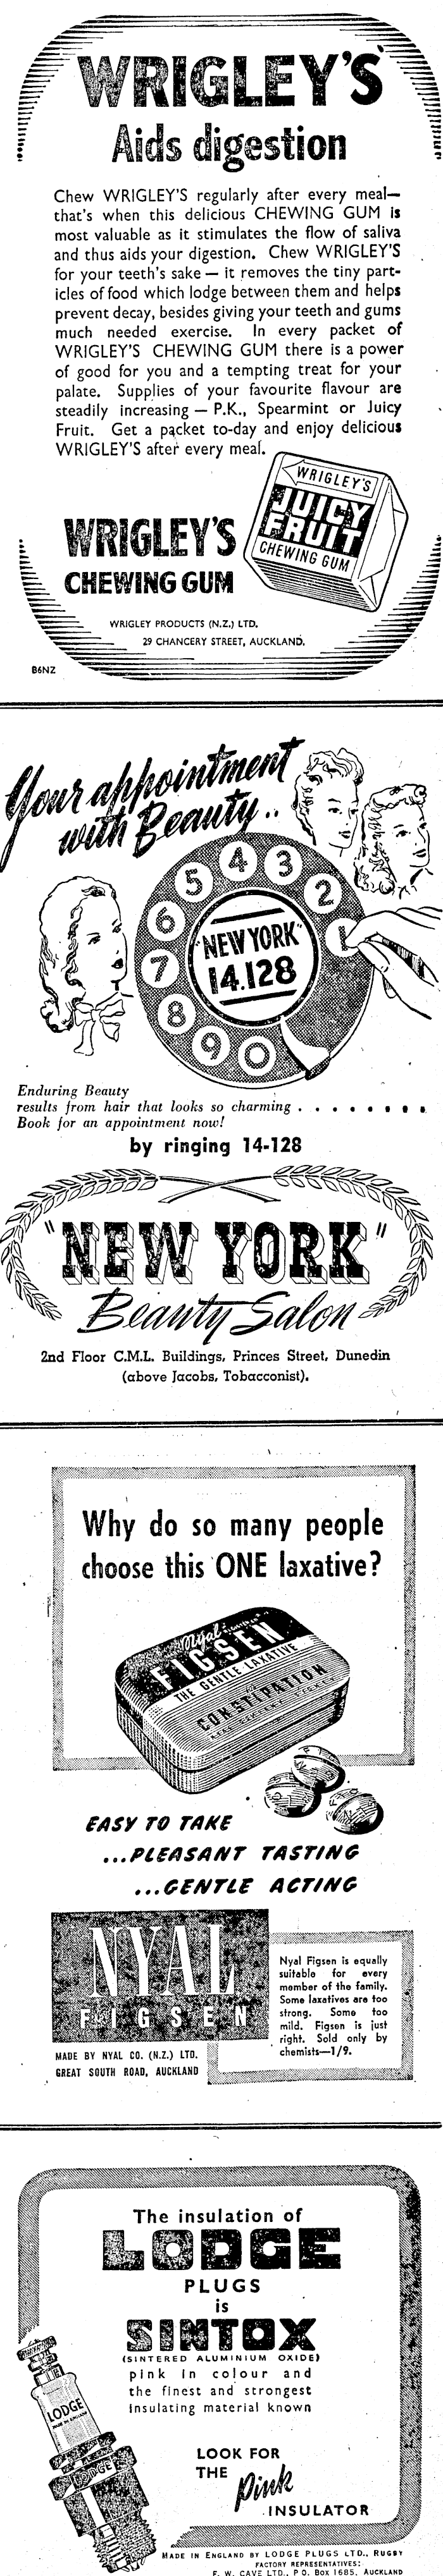 WRIGLEY'S
Aids digestion
Chew WRIGLEY'S regularly after every meal—
that's when this delicious CHEWING GUM is
most valuable as it stimulates the flow of saliva
and thus aids your digestion. Chew WRIGLEY'S
for your teeth's sake — it removes the tiny part-
icles of food which lodge between them and helps
prevent decay, besides giving your teeth and gums
much needed exercise. In every packet of
WRIGLEY'S CHEWING GUM there is a power
of good for you and a tempting treat for your
palate. Supplies of your favourite flavour are
steadily increasing — P.K., Spearmint or Juicy
Fruit. Get a packet to-day and enjoy delicious
WRIGLEY'S after every meal.
WRIGLEY'S
JUICY
FRUIT
CHEWING GUM
WRIGLEY'S
CHEWING GUM
WRIGLEY PRODUCTS (N.Z.) LTD.
29 CHANCERY STREET, AUCKLAND.
B6NZ
Your appointment
with Beauty..
1
2
3
4
5
6
7
8
9
0
"NEW YORK"
14.128
Enduring Beauty
results from hair that looks so charming . . . . . . . .
Book for an appointment now!
by ringing 14-128
"NEW YORK"
Beauty Salon
2nd Floor C.M.L. Buildings, Princes Street, Dunedin
(above Jacobs, Tobacconist).
Why do so many people
choose this ONE laxative?
Nyal
FIGSEN
THE GENTLE LAXATIVE
CONSTIPATION
EASY TO TAKE
...PLEASANT TASTING
...GENTLE ACTING
NYAL
FIGSEN
MADE BY NYAL CO. (N.Z.) LTD.
GREAT SOUTH ROAD, AUCKLAND
Nyal Figsen is equally
suitable for every
member of the family.
Some laxatives are too
strong. Some too
mild. Figsen is just
right. Sold only by
chemists—1/9.
The insulation of
LODGE
PLUGS
is
SINTOX
(SINTERED ALUMINIUM OXIDE)
pink in colour and
the finest and strongest
insulating material known
LODGE
MADE IN ENGLAND
LODGE
LOOK FOR
THE Pink
INSULATOR
MADE IN ENGLAND BY LODGE PLUGS LTD., RUGBY
FACTORY REPRESENTATIVES:
F. W. CAVE LTD., P.O. Box 1685, AUCKLAND